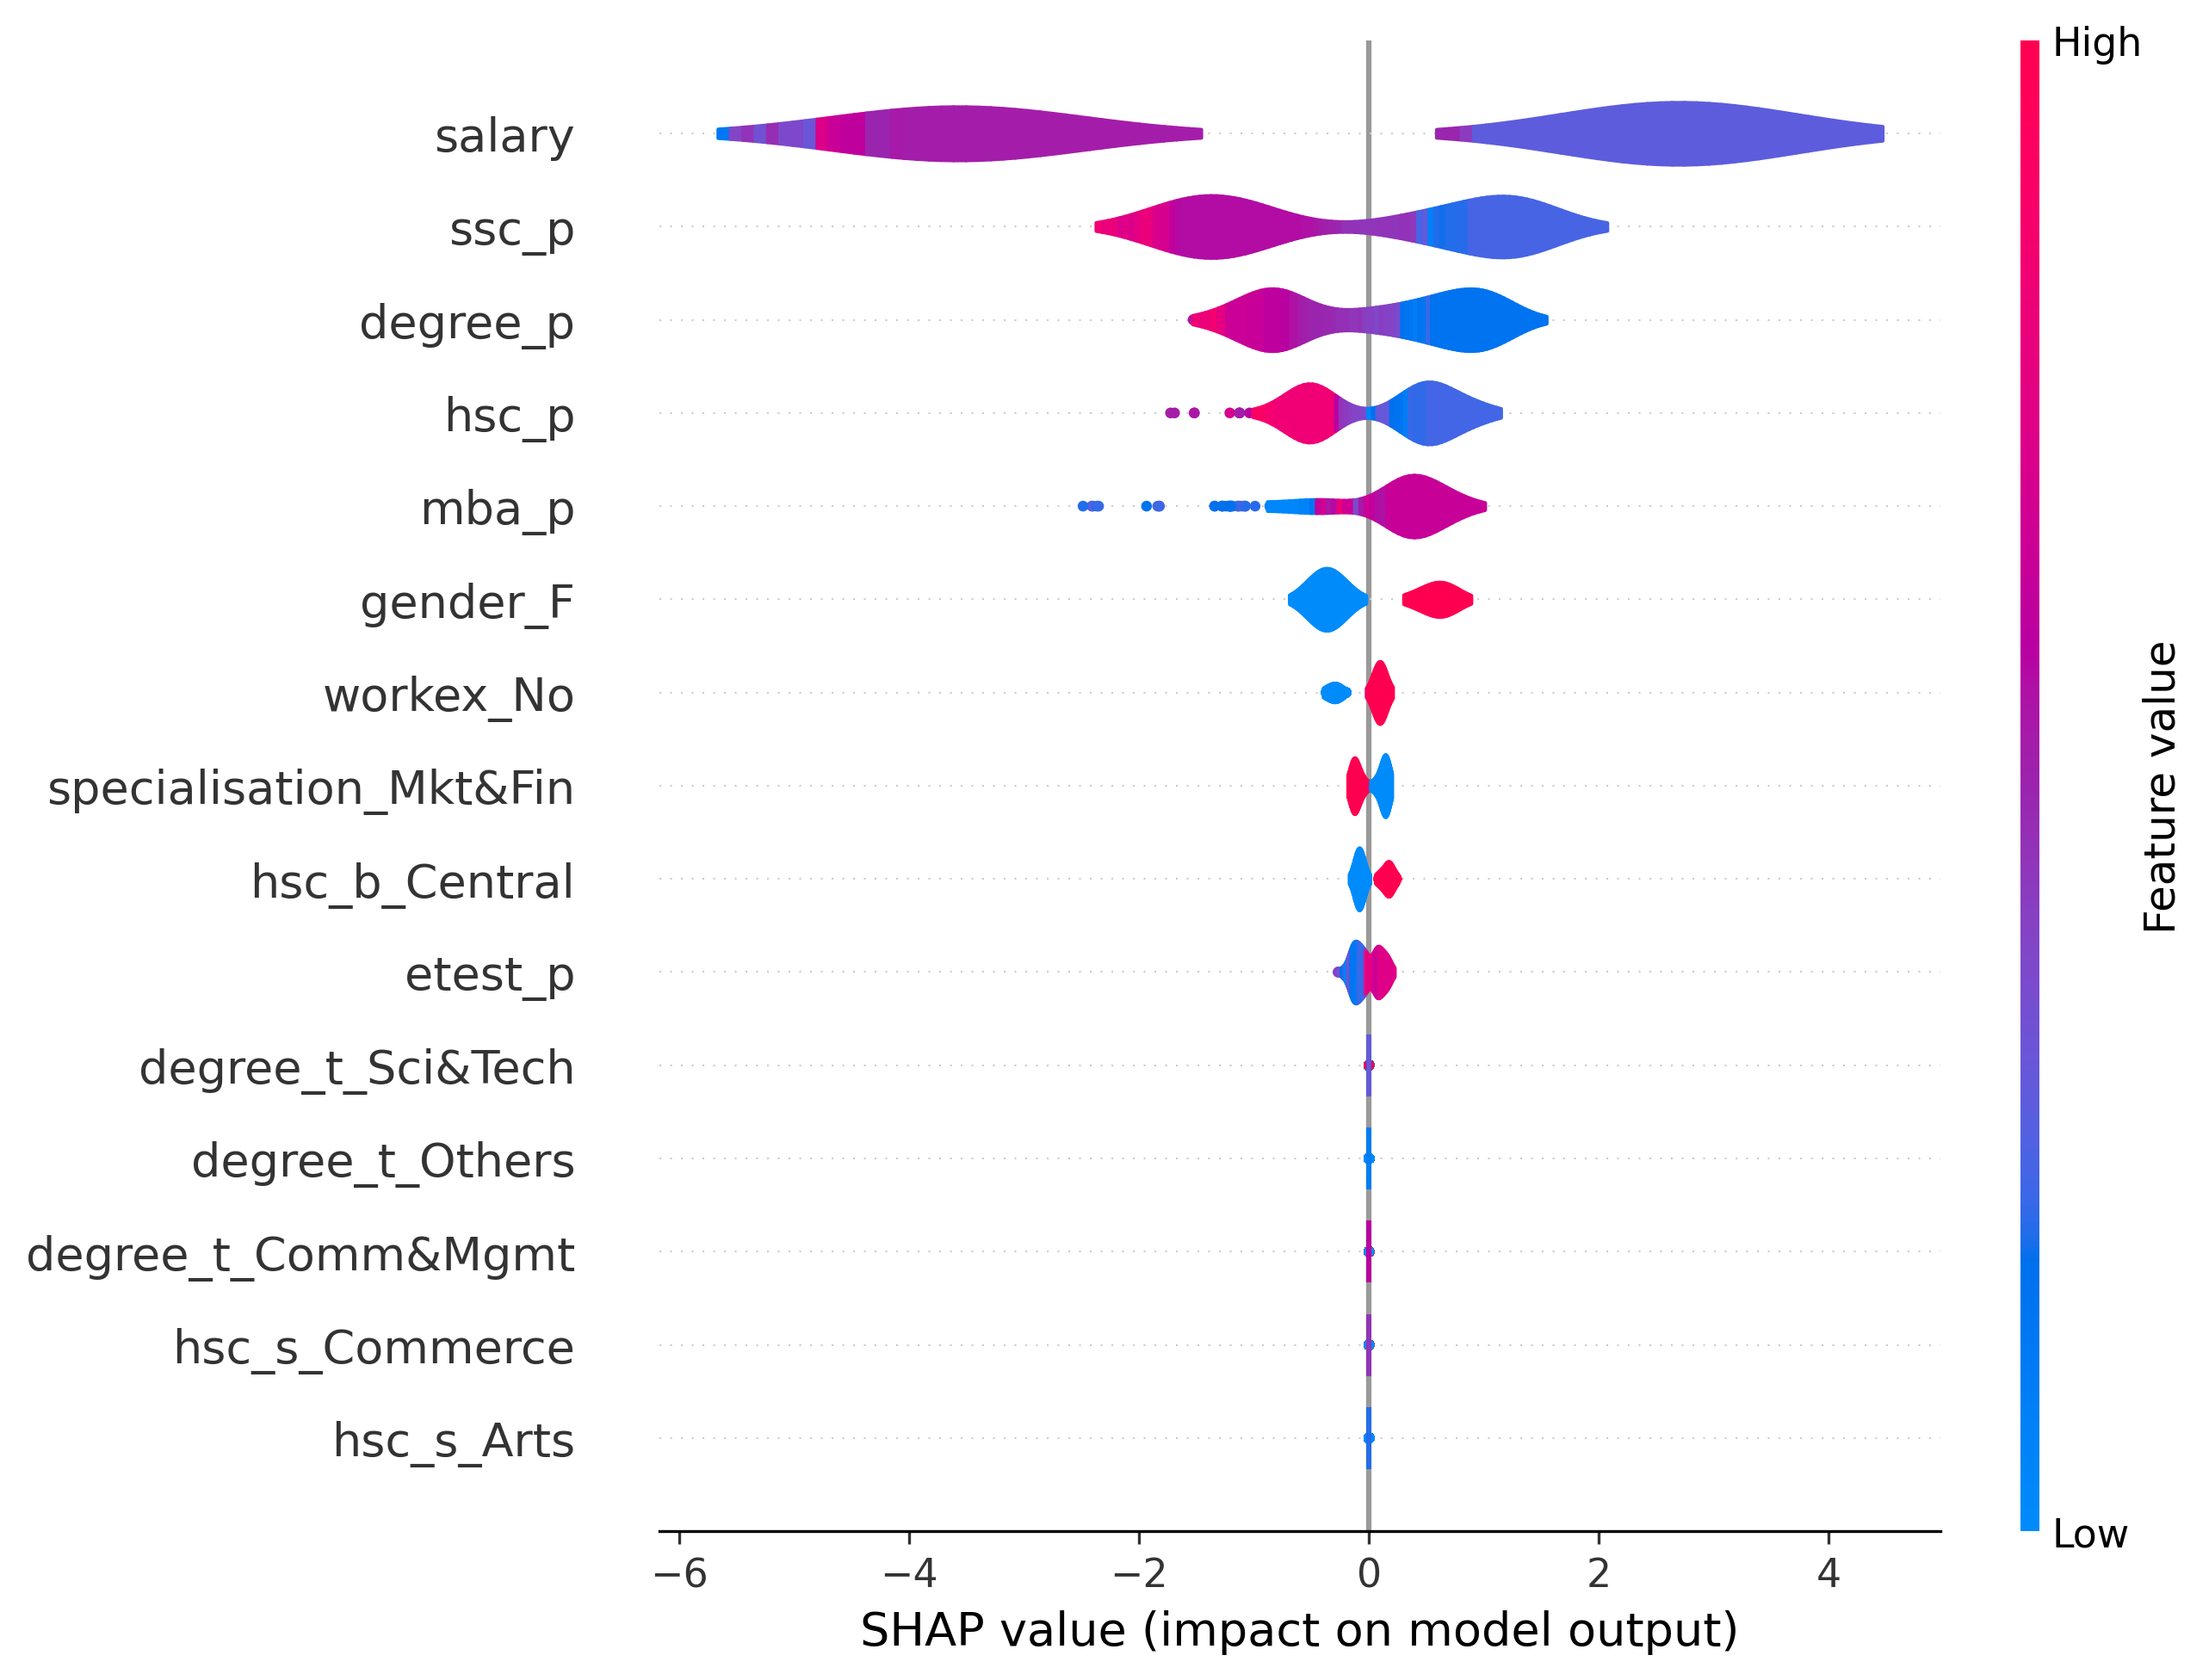 High
salary
ssc_p
degree_p
hsc_p
mba_p
gender_F
workex_No
specialisation_Mkt&Fin
hsc_b_Central
etest_p
degree_t_Sci&Tech
degree_t_Others
degree_t_Comm&Mgmt
hsc_s_Commerce
hsc_s_Arts
Feature value
Low
−6 −4 −2 0 2 4
SHAP value (impact on model output)